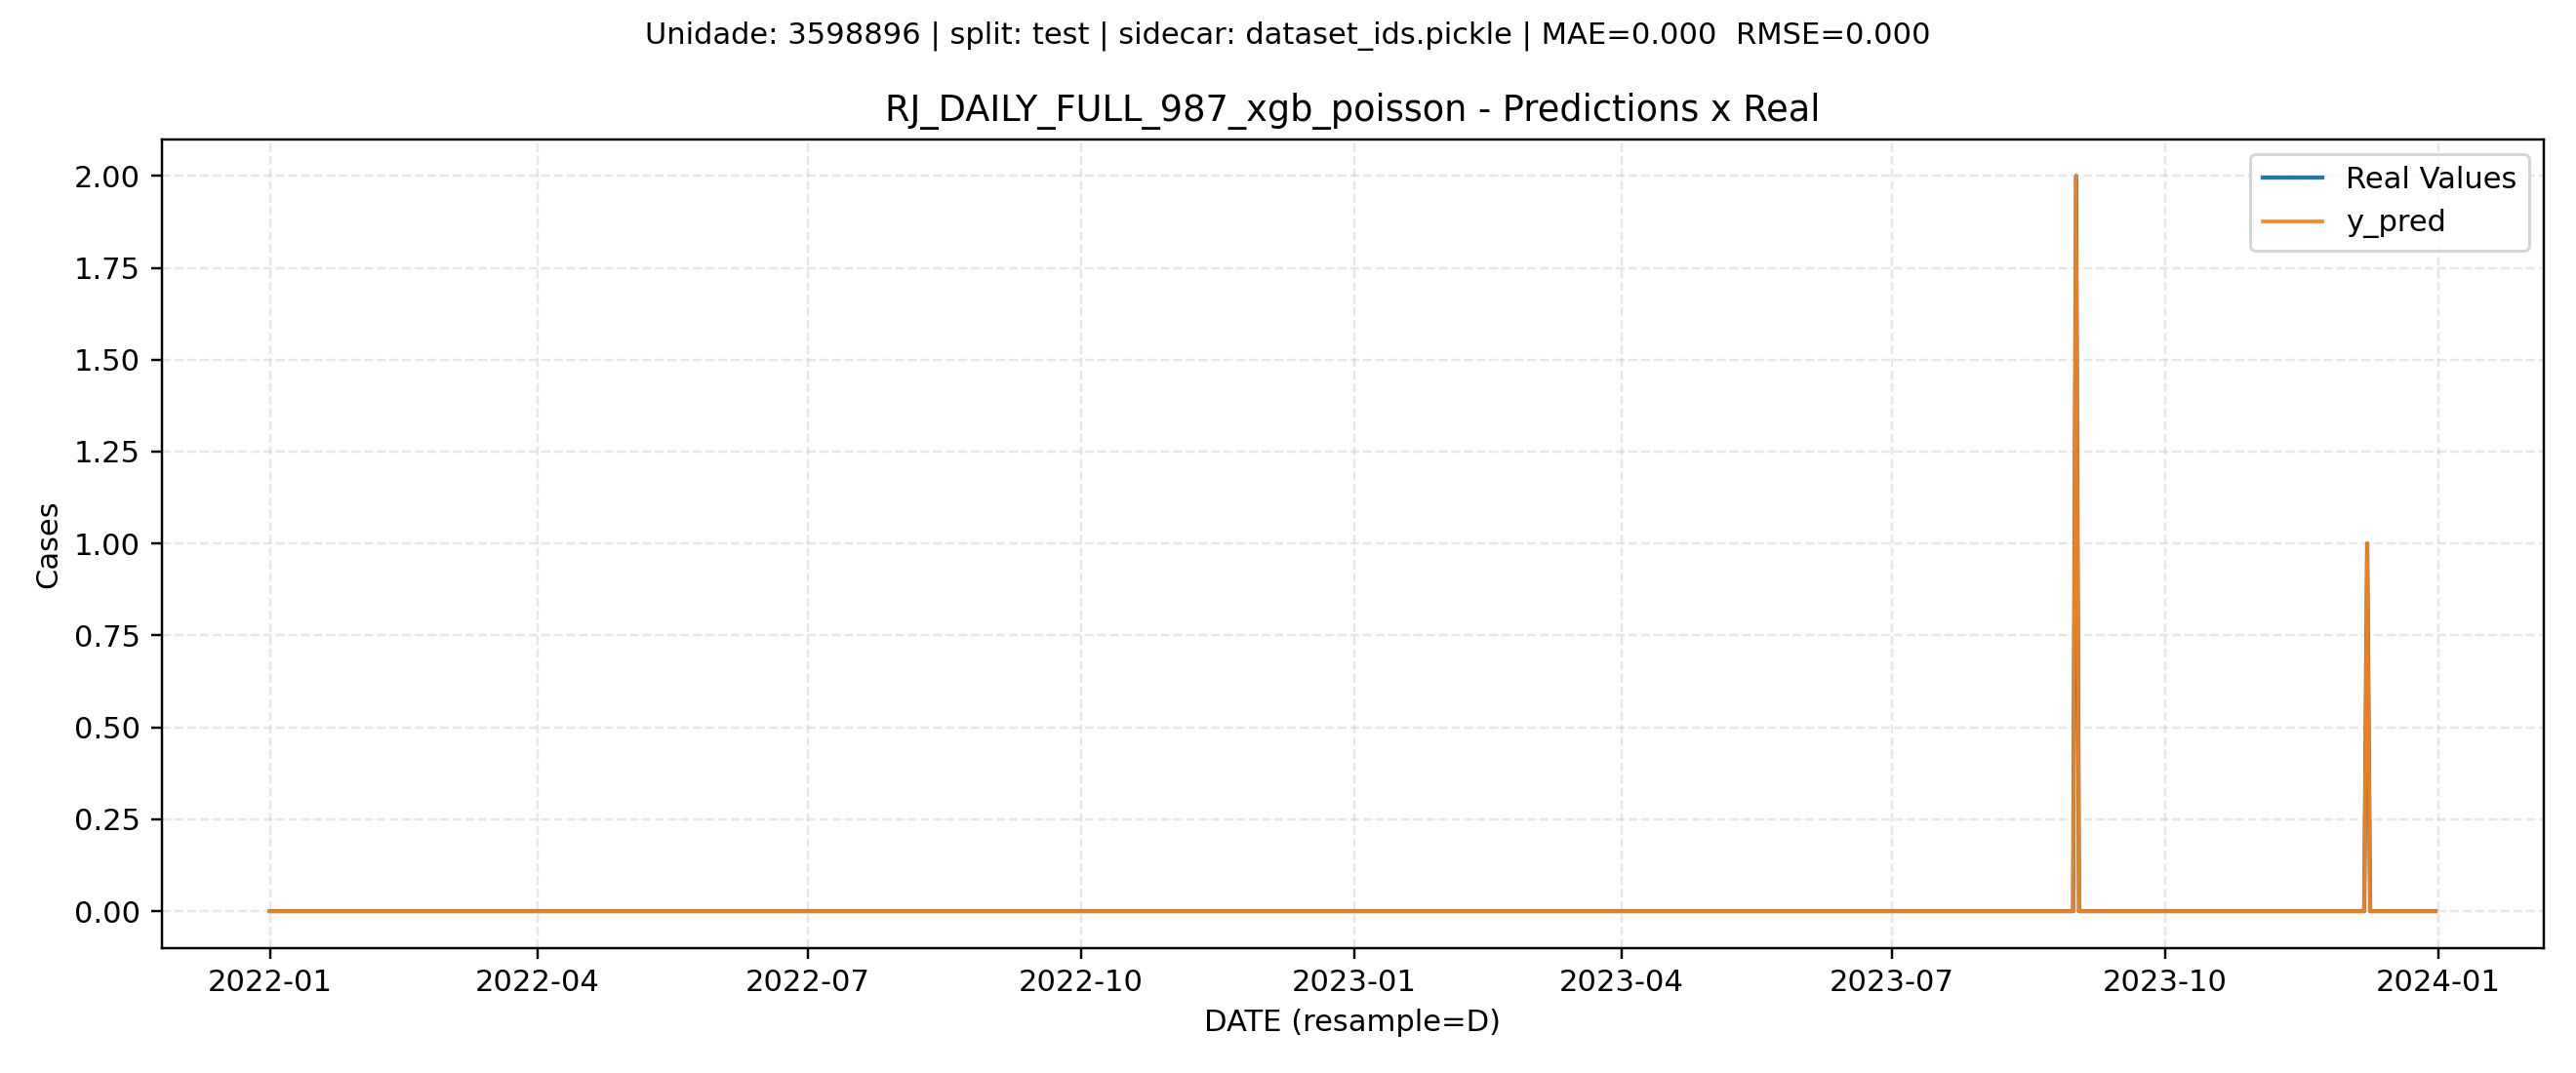 Unidade: 3598896 | split: test | sidecar: dataset_ids.pickle | MAE=0.000  RMSE=0.000
RJ_DAILY_FULL_987_xgb_poisson - Predictions x Real
Real Values
y_pred
2.00
1.75
1.50
1.25
1.00
0.75
0.50
0.25
0.00
Cases
2022-01 2022-04 2022-07 2022-10 2023-01 2023-04 2023-07 2023-10 2024-01
DATE (resample=D)